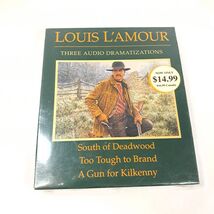 LOUIS L'AMOUR
THREE AUDIO DRAMATIZATIONS
$14.99
South of Deadwood
Too Tough to Brand
A Gun for Kilkenny